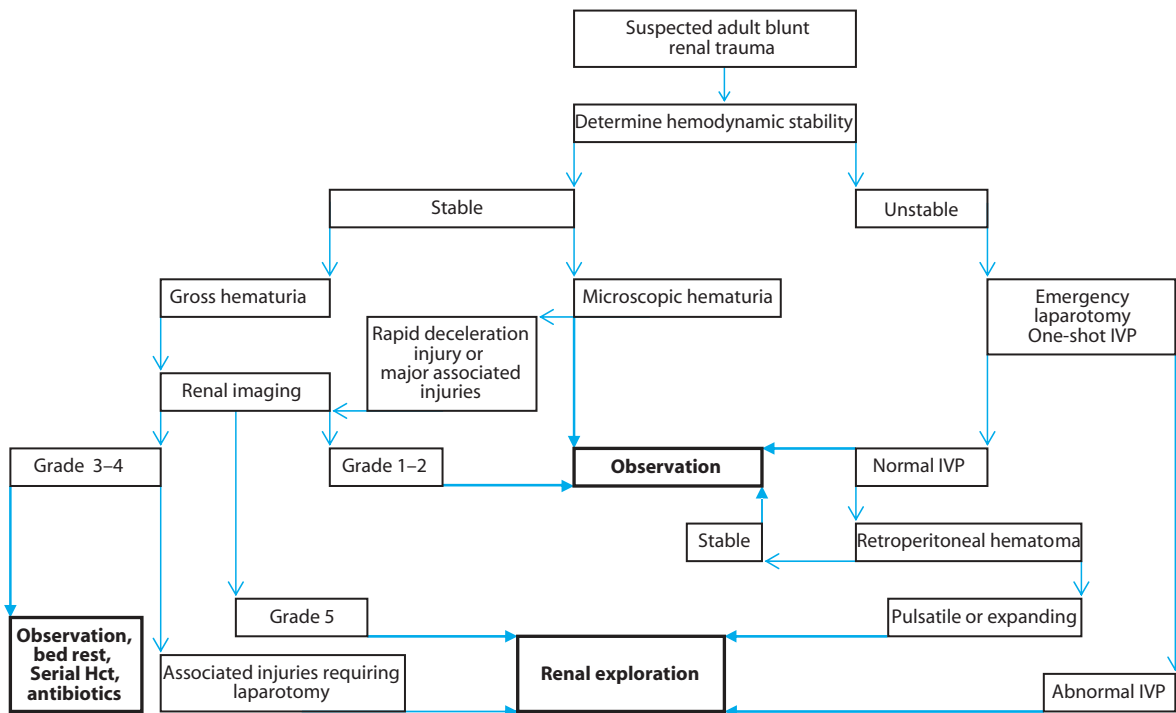 Suspected adult blunt
renal trauma
Determine hemodynamic stability
Stable
Unstable
Gross hematuria
Microscopic hematuria
Emergency
laparotomy
One-shot IVP
Rapid deceleration
injury or
major associated
injuries
Renal imaging
Grade 3–4
Grade 1–2
Observation
Normal IVP
Stable
Retroperitoneal hematoma
Grade 5
Pulsatile or expanding
Observation,
bed rest,
Serial Hct,
antibiotics
Associated injuries requiring
laparotomy
Renal exploration
Abnormal IVP